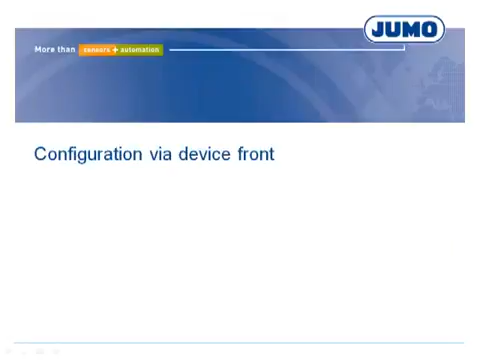 JUMO
More than sensors + automation
Configuration via device front